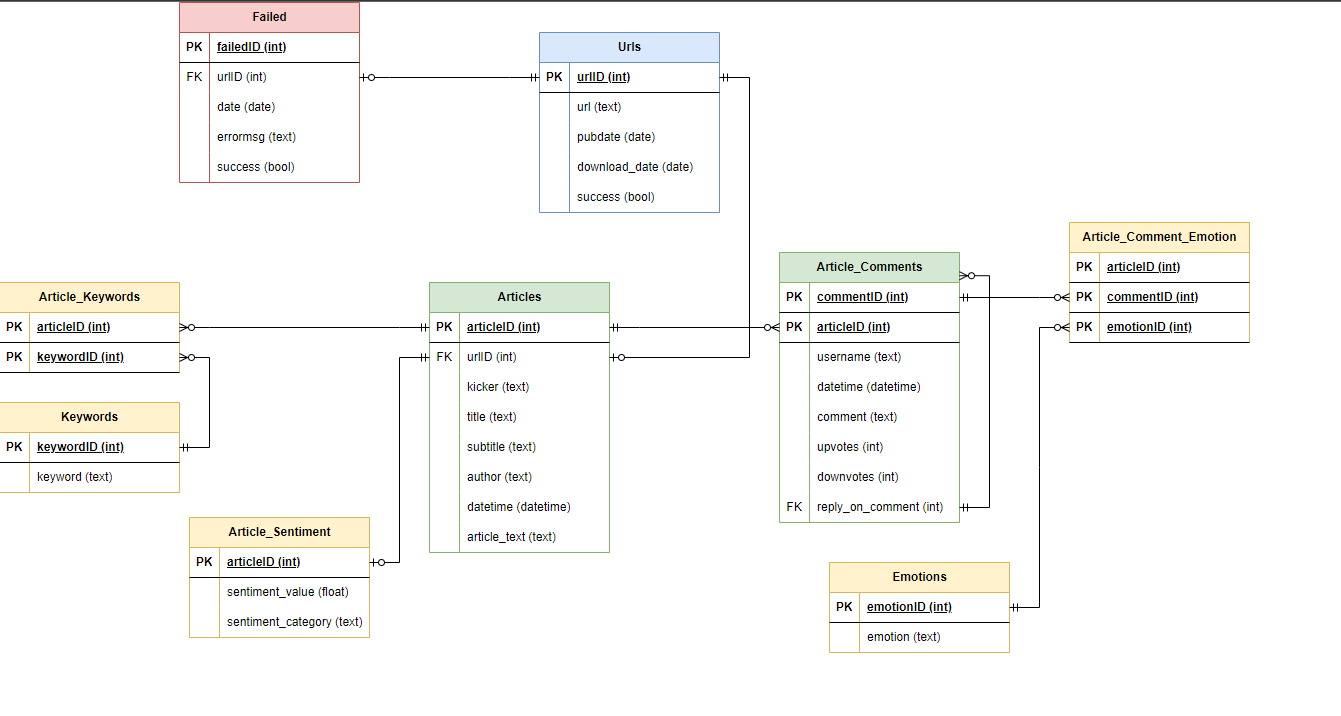 Failed
PK failedID (int)
FK urlID (int)
date (date)
errormsg (text)
success (bool)
Urls
PK urlID (int)
url (text)
pubdate (date)
download_date (date)
success (bool)
Article_Keywords
PK articleID (int)
PK keywordID (int)
Keywords
PK keywordID (int)
keyword (text)
Articles
PK articleID (int)
FK urlID (int)
kicker (text)
title (text)
subtitle (text)
author (text)
datetime (datetime)
article_text (text)
Article_Sentiment
PK articleID (int)
sentiment_value (float)
sentiment_category (text)
Article_Comments
PK commentID (int)
PK articleID (int)
username (text)
datetime (datetime)
comment (text)
upvotes (int)
downvotes (int)
FK reply_on_comment (int)
Article_Comment_Emotion
PK articleID (int)
PK commentID (int)
PK emotionID (int)
Emotions
PK emotionID (int)
emotion (text)